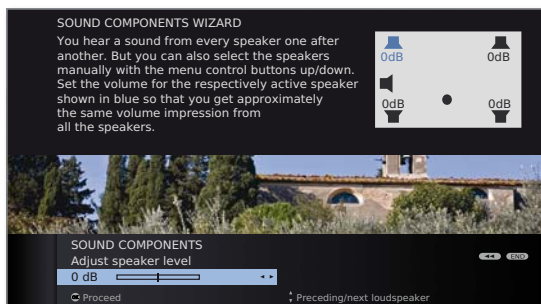 SOUND COMPONENTS WIZARD
You hear a sound from every speaker one after
another. But you can also select the speakers
manually with the menu control buttons up/down.
Set the volume for the respectively active speaker
shown in blue so that you get approximately
the same volume impression from
all the speakers.
0dB 0dB
0dB 0dB
SOUND COMPONENTS
Adjust speaker level
END
0 dB
OK Proceed
Preceding/next loudspeaker